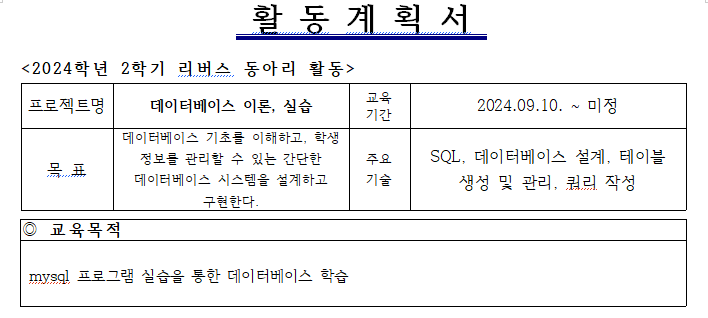 활 동 계 획 서
<2024학년 2학기 리버스 동아리 활동>
프로젝트명
데이터베이스 이론, 실습
교육
기간
2024.09.10. ~ 미정
목 표
데이터베이스 기초를 이해하고, 학생
정보를 관리할 수 있는 간단한
데이터베이스 시스템을 설계하고
구현한다.
주요
기술
SQL, 데이터베이스 설계, 테이블
생성 및 관리, 쿼리 작성
◎ 교육목적
mysql 프로그램 실습을 통한 데이터베이스 학습